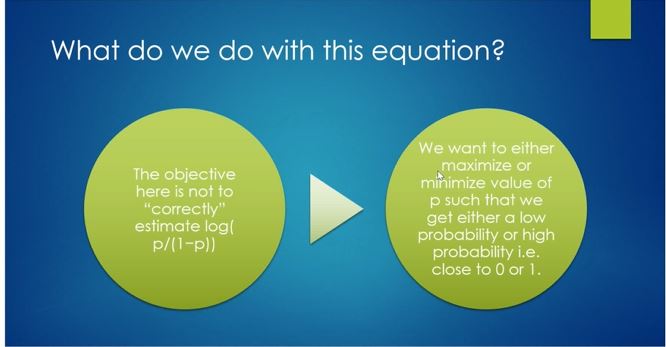 What do we do with this equation?
The objective
here is not to
“correctly”
estimate log(
p/(1−p))
We want to either
maximize or
minimize value of
p such that we
get either a low
probability or high
probability i.e.
close to 0 or 1.